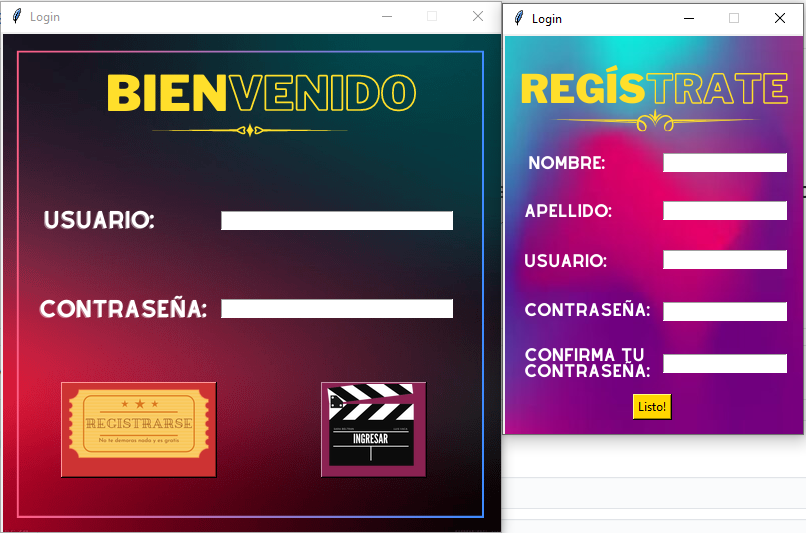 Login
BIENVENIDO
USUARIO:
CONTRASEÑA:
REGISTRARSE
No te demoras nada y es gratis.
INGRESAR
Login
REGÍSTRATE
NOMBRE:
APELLIDO:
USUARIO:
CONTRASEÑA:
CONFIRMA TU
CONTRASEÑA:
Listo!